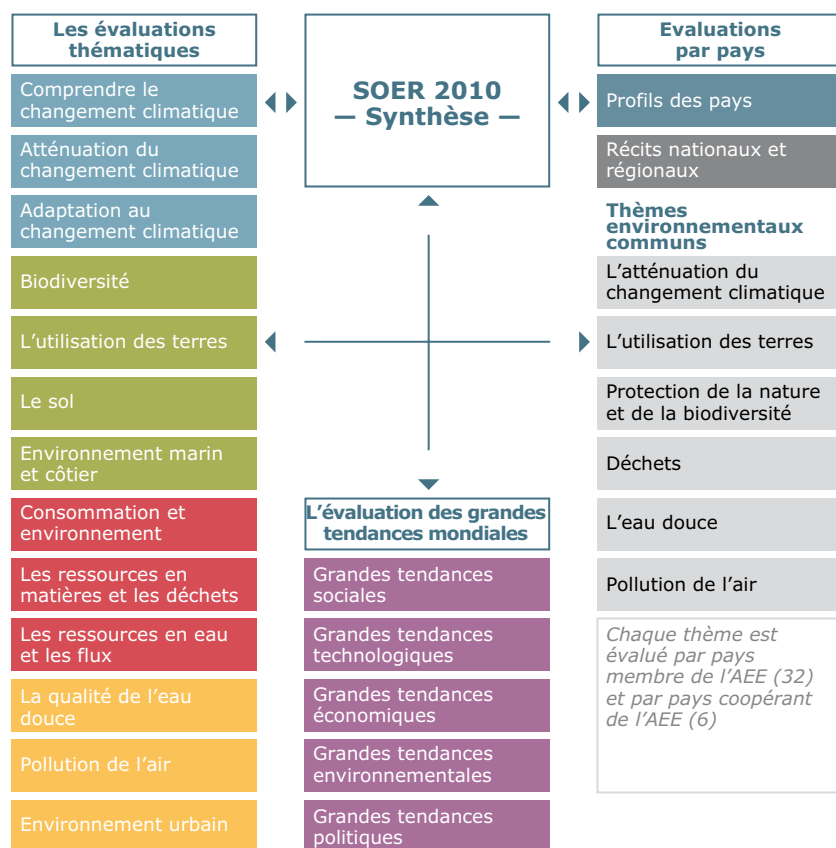 Les évaluations
thématiques
Comprendre le
changement climatique
Atténuation du
changement climatique
Adaptation au
changement climatique
Biodiversité
L’utilisation des terres
Le sol
Environnement marin
et côtier
Consommation et
environnement
Les ressources en
matières et les déchets
Les ressources en eau
et les flux
La qualité de l’eau
douce
Pollution de l’air
Environnement urbain
SOER 2010
— Synthèse —
L’évaluation des grandes
tendances mondiales
Grandes tendances
sociales
Grandes tendances
technologiques
Grandes tendances
économiques
Grandes tendances
environnementales
Grandes tendances
politiques
Evaluations
par pays
Profils des pays
Récits nationaux et
régionaux
Thèmes
environnementaux
communs
L’atténuation du
changement climatique
L’utilisation des terres
Protection de la nature
et de la biodiversité
Déchets
L’eau douce
Pollution de l’air
Chaque thème est
évalué par pays
membre de l’AEE (32)
et par pays coopérant
de l’AEE (6)